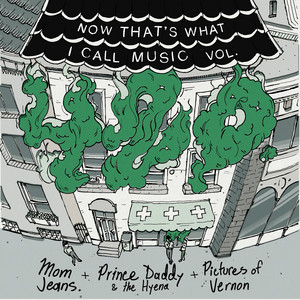 NOW THAT'S WHAT
I CALL MUSIC VOL.
420
Mom Jeans. + Prince Daddy & the Hyena + Pictures of Vernon